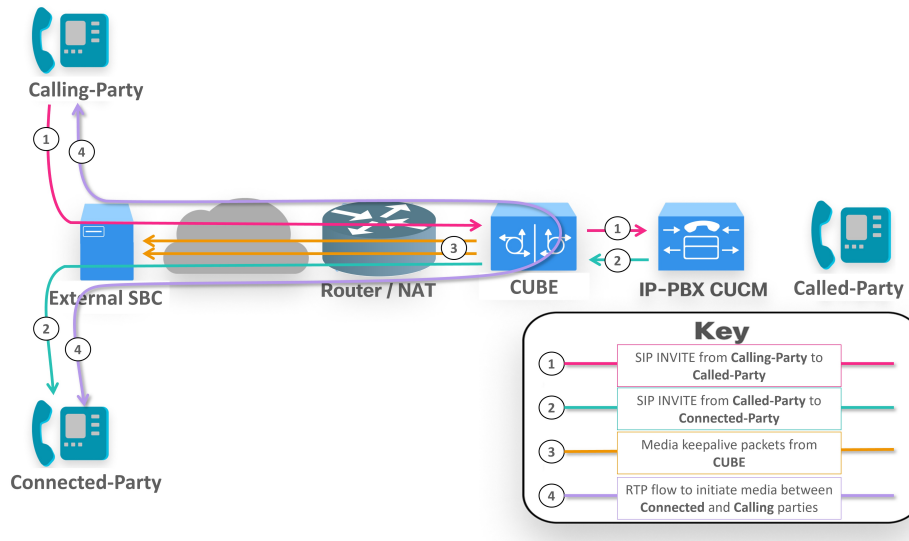 Calling-Party
1
4
1
3
2
External SBC
Router / NAT
CUBE
IP-PBX CUCM
Called-Party
2
4
Connected-Party
Key
1
SIP INVITE from Calling-Party to
Called-Party
2
SIP INVITE from Called-Party to
Connected-Party
3
Media keepalive packets from
CUBE
4
RTP flow to initiate media between
Connected and Calling parties